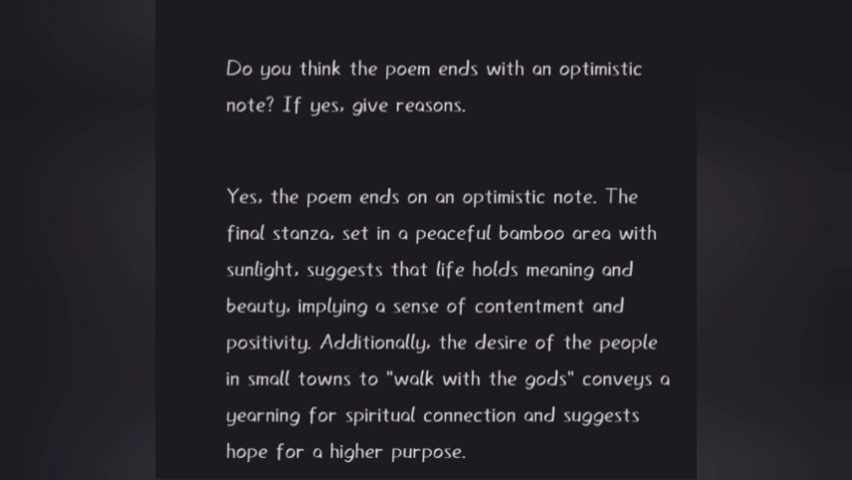 Do you think the poem ends with an optimistic
note? If yes, give reasons.
Yes, the poem ends on an optimistic note. The
final stanza, set in a peaceful bamboo area with
sunlight, suggests that life holds meaning and
beauty, implying a sense of contentment and
positivity. Additionally, the desire of the people
in small towns to "walk with the gods" conveys a
yearning for spiritual connection and suggests
hope for a higher purpose.